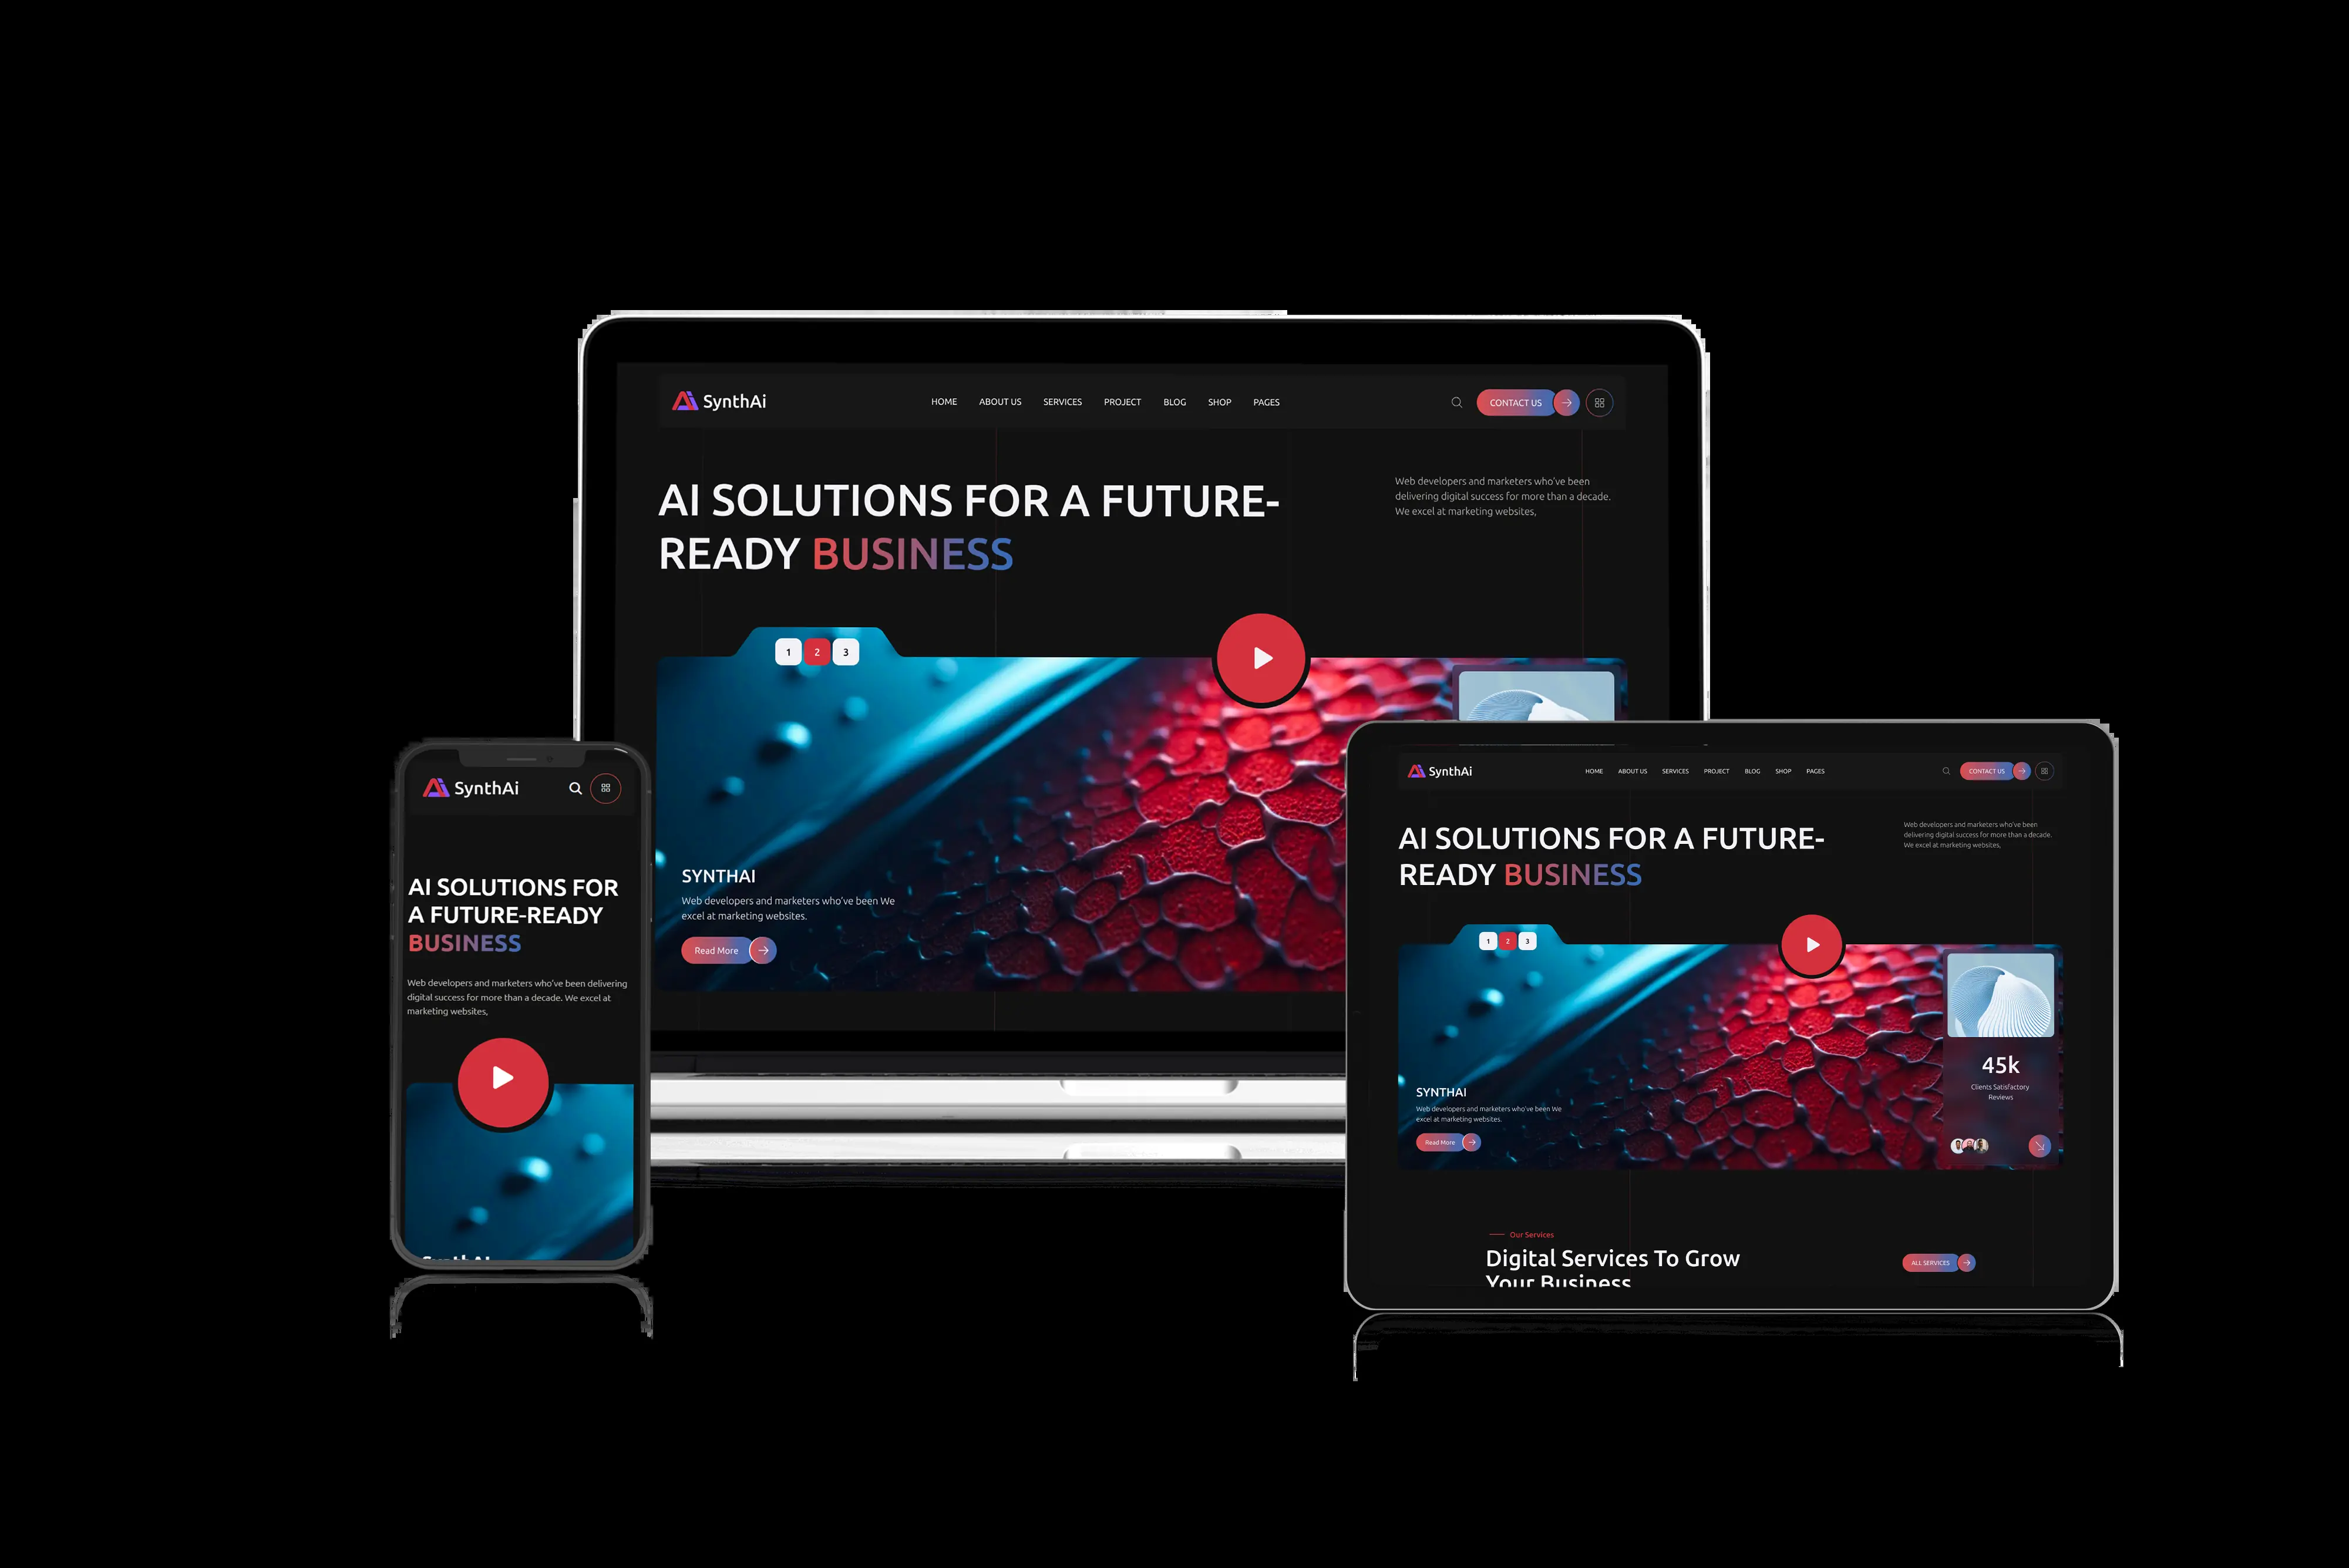 SynthAi
HOME ABOUT US SERVICES PROJECT BLOG SHOP PAGES
CONTACT US
AI SOLUTIONS FOR A FUTURE-
READY BUSINESS
Web developers and marketers who've been
delivering digital success for more than a decade.
We excel at marketing websites,
1 2 3
SYNTHAI
Web developers and marketers who've been We
excel at marketing websites.
Read More
SynthAi
AI SOLUTIONS FOR
A FUTURE-READY
BUSINESS
Web developers and marketers who've been delivering
digital success for more than a decade. We excel at
marketing websites,
SynthAi
SynthAi
HOME ABOUT US SERVICES PROJECT BLOG SHOP PAGES
CONTACT US
AI SOLUTIONS FOR A FUTURE-
READY BUSINESS
Web developers and marketers who've been
delivering digital success for more than a decade.
We excel at marketing websites,
1 2 3
SYNTHAI
Web developers and marketers who've been We
excel at marketing websites.
Read More
45k
Clients Satisfactory
Reviews
Our Services
Digital Services To Grow
Your Business
ALL SERVICES